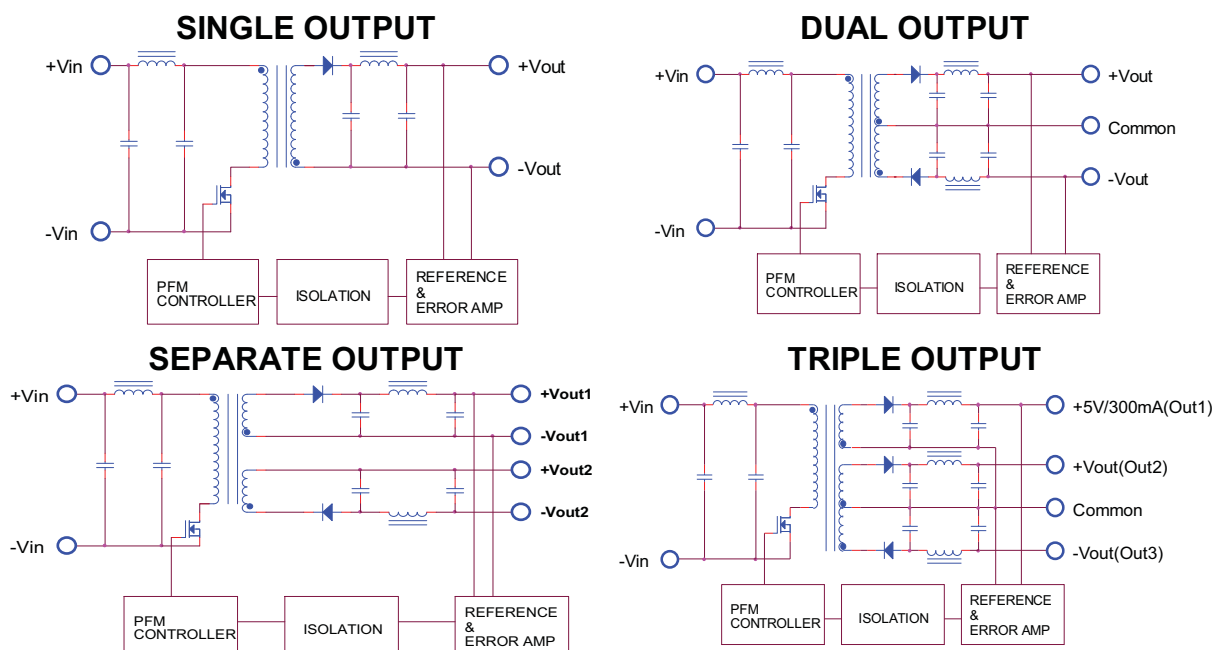 SINGLE OUTPUT
+Vin
+Vout
-Vout
-Vin
PFM
CONTROLLER
ISOLATION
REFERENCE
&
ERROR AMP
DUAL OUTPUT
+Vin
+Vout
Common
-Vout
-Vin
PFM
CONTROLLER
ISOLATION
REFERENCE
&
ERROR AMP
SEPARATE OUTPUT
+Vin
+Vout1
-Vout1
+Vout2
-Vout2
-Vin
PFM
CONTROLLER
ISOLATION
REFERENCE
&
ERROR AMP
TRIPLE OUTPUT
+Vin
+5V/300mA(Out1)
+Vout(Out2)
Common
-Vout(Out3)
-Vin
PFM
CONTROLLER
ISOLATION
REFERENCE
&
ERROR AMP